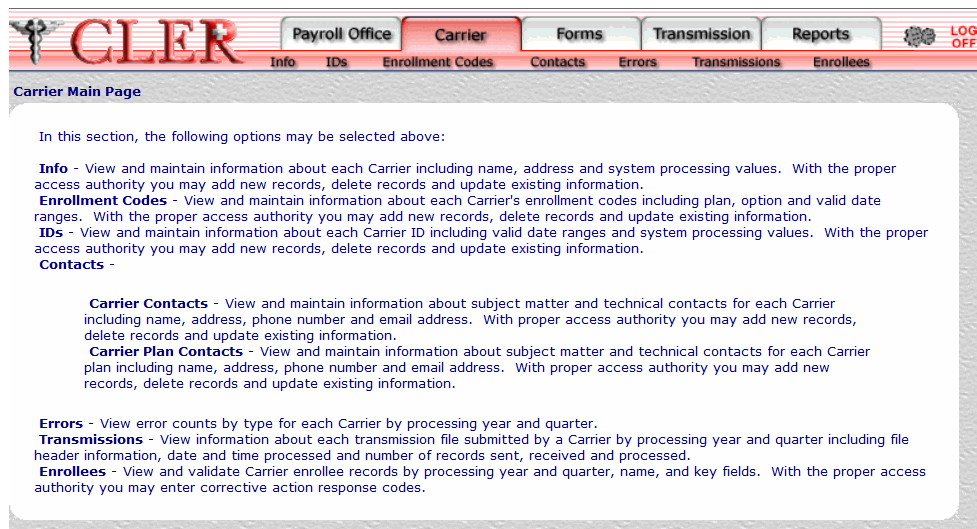 CLER
Payroll Office Carrier Forms Transmission Reports LOG
OFF
Info IDs Enrollment Codes Contacts Errors Transmissions Enrollees
Carrier Main Page
In this section, the following options may be selected above:
Info - View and maintain information about each Carrier including name, address and system processing values. With the proper
access authority you may add new records, delete records and update existing information.
Enrollment Codes - View and maintain information about each Carrier's enrollment codes including plan, option and valid date
ranges. With the proper access authority you may add new records, delete records and update existing information.
IDs - View and maintain information about each Carrier ID including valid date ranges and system processing values. With the proper
access authority you may add new records, delete records and update existing information.
Contacts -
Carrier Contacts - View and maintain information about subject matter and technical contacts for each Carrier
including name, address, phone number and email address. With proper access authority you may add new records,
delete records and update existing information.
Carrier Plan Contacts - View and maintain information about subject matter and technical contacts for each Carrier
plan including name, address, phone number and email address. With proper access authority you may add new
records, delete records and update existing information.
Errors - View error counts by type for each Carrier by processing year and quarter.
Transmissions - View information about each transmission file submitted by a Carrier by processing year and quarter including file
header information, date and time processed and number of records sent, received and processed.
Enrollees - View and validate Carrier enrollee records by processing year and quarter, name, and key fields. With the proper access
authority you may enter corrective action response codes.